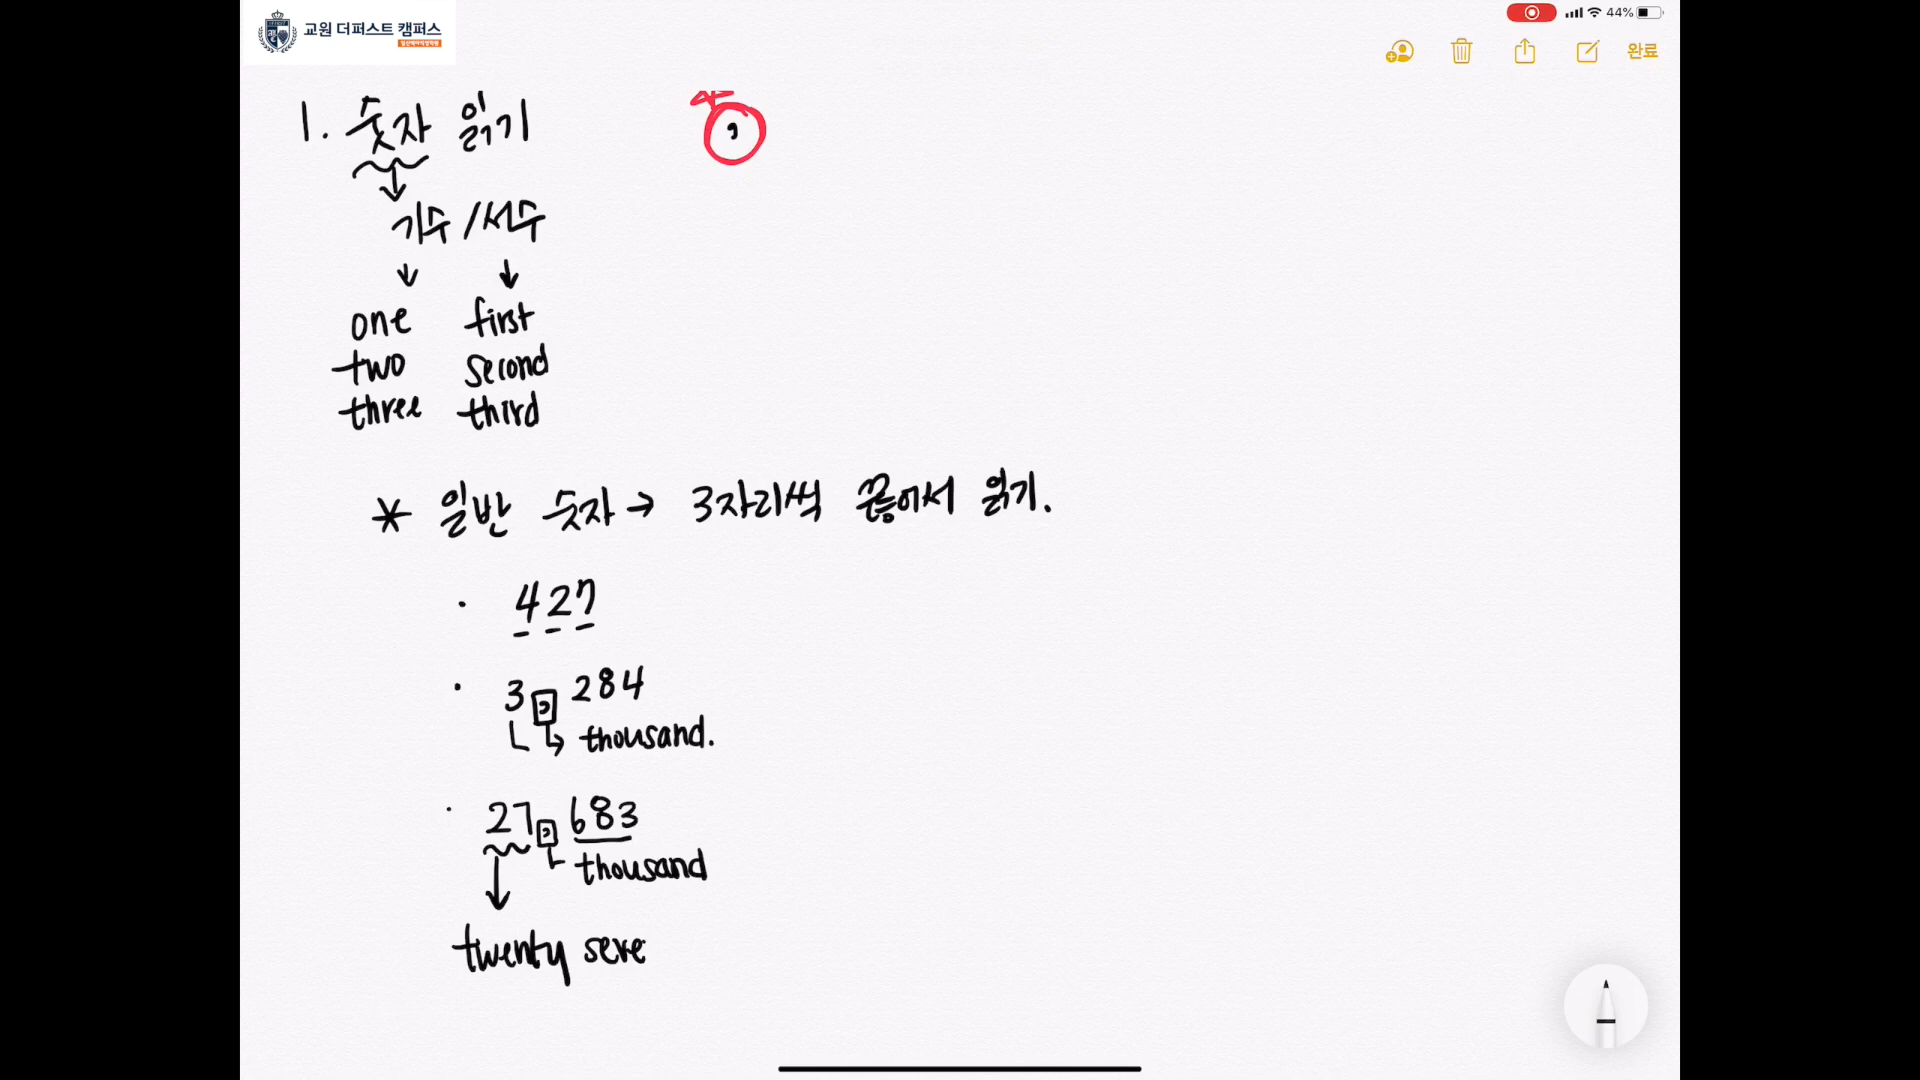 교원 더퍼스트 캠퍼스
44%
완료
1. 숫자 읽기
,
기수 / 서수
one first
two second
three third
* 일반 숫자 → 3자리씩 끊어서 읽기.
· 427
· 3,284
thousand.
· 27,683
thousand
twenty seve